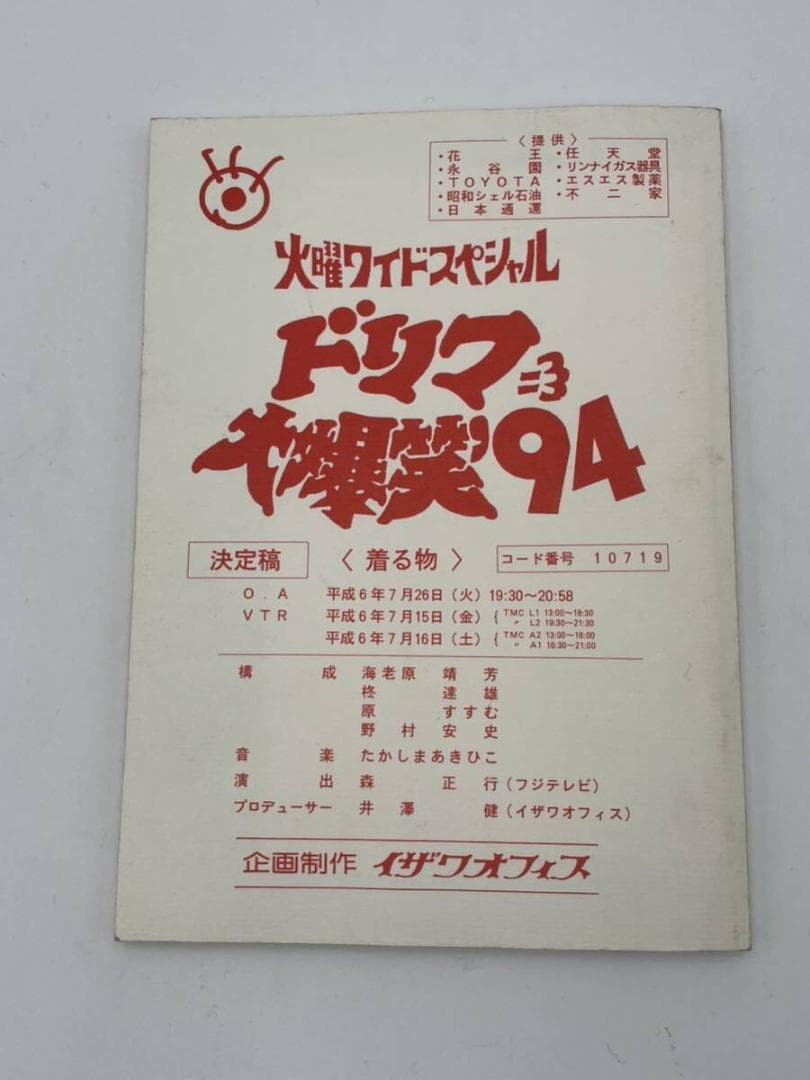 〈提供〉
・花王 ・任天堂
・永谷園 ・リンナイガス器具
・TOYOTA ・エスエス製薬
・昭和シェル石油 ・不二家
・日本通運
火曜ワイドスペシャル
ドリフ
大爆笑'94
決定稿 〈着る物〉 コード番号 10719
O.A 平成6年7月26日(火) 19:30〜20:58
VTR 平成6年7月15日(金) { TMC L1 13:00〜18:30
〃 L2 19:30〜21:30
平成6年7月16日(土) { TMC A2 13:00〜16:00
〃 A1 16:30〜21:00
構成 海老原靖芳
柊達雄
原すすむ
野村安史
音楽 たかしまあきひこ
演出 森正行(フジテレビ)
プロデューサー 井澤健(イザワオフィス)
企画制作 イザワオフィス